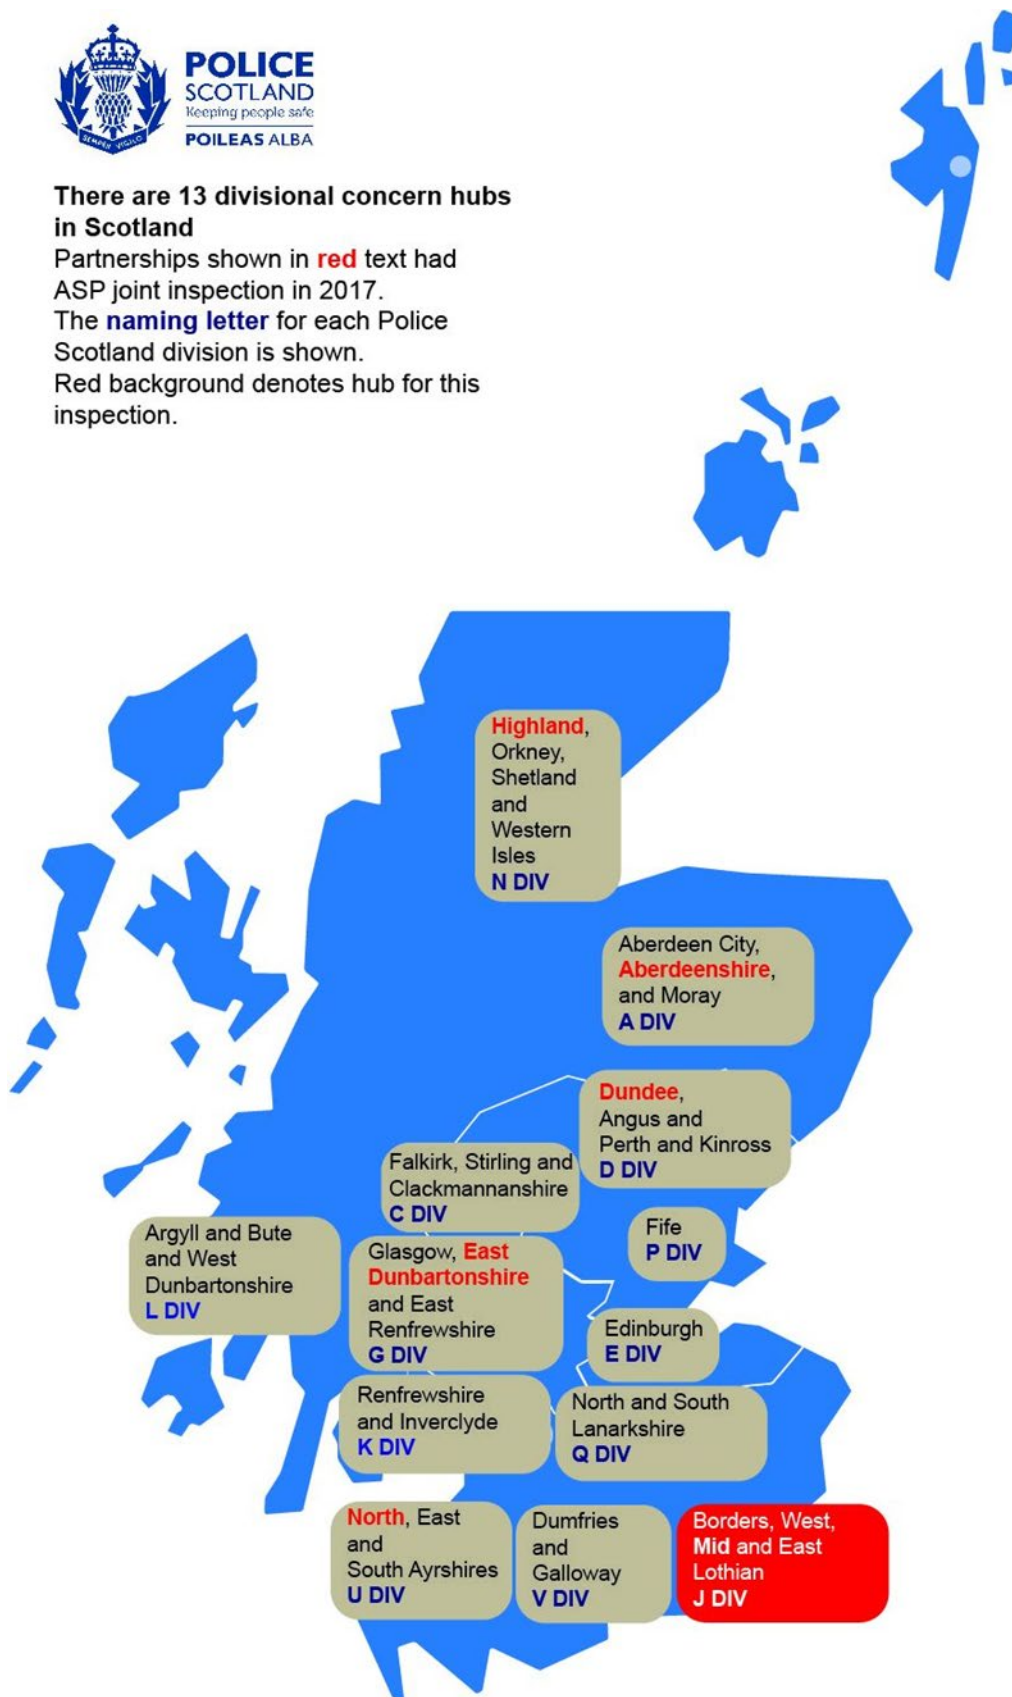 POLICE
SCOTLAND
Keeping people safe
POILEAS ALBA
SEMPER VIGILO
There are 13 divisional concern hubs
in Scotland
Partnerships shown in red text had
ASP joint inspection in 2017.
The naming letter for each Police
Scotland division is shown.
Red background denotes hub for this
inspection.
Highland,
Orkney,
Shetland
and
Western
Isles
N DIV
Aberdeen City,
Aberdeenshire,
and Moray
A DIV
Dundee,
Angus and
Perth and Kinross
D DIV
Falkirk, Stirling and
Clackmannanshire
C DIV
Fife
P DIV
Argyll and Bute
and West
Dunbartonshire
L DIV
Glasgow, East
Dunbartonshire
and East
Renfrewshire
G DIV
Edinburgh
E DIV
Renfrewshire
and Inverclyde
K DIV
North and South
Lanarkshire
Q DIV
North, East
and
South Ayrshires
U DIV
Dumfries
and
Galloway
V DIV
Borders, West,
Mid and East
Lothian
J DIV